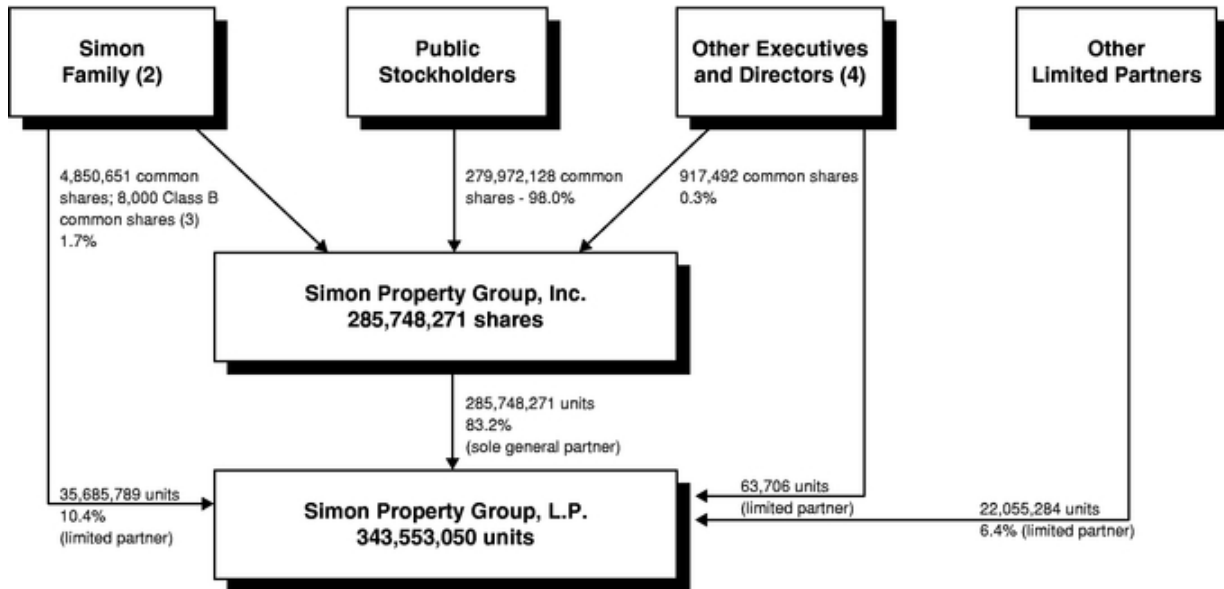 Simon
Family (2)
Public
Stockholders
Other Executives
and Directors (4)
Other
Limited Partners
4,850,651 common
shares; 8,000 Class B
common shares (3)
1.7%
279,972,128 common
shares - 98.0%
917,492 common shares
0.3%
Simon Property Group, Inc.
285,748,271 shares
285,748,271 units
83.2%
(sole general partner)
35,685,789 units
10.4%
(limited partner)
Simon Property Group, L.P.
343,553,050 units
63,706 units
(limited partner)
22,055,284 units
6.4% (limited partner)